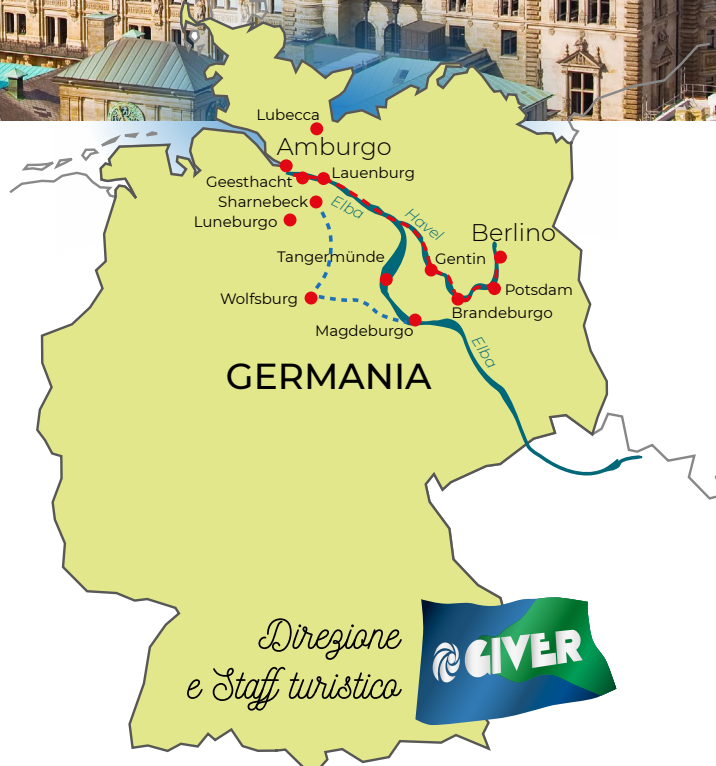 Lubecca
Amburgo
Geesthacht
Lauenburg
Sharnebeck
Elba
Luneburgo
Havel
Berlino
Tangermünde
Gentin
Potsdam
Wolfsburg
Brandeburgo
Magdeburgo
Elba
GERMANIA
Direzione
e Staff turistico
GIVER